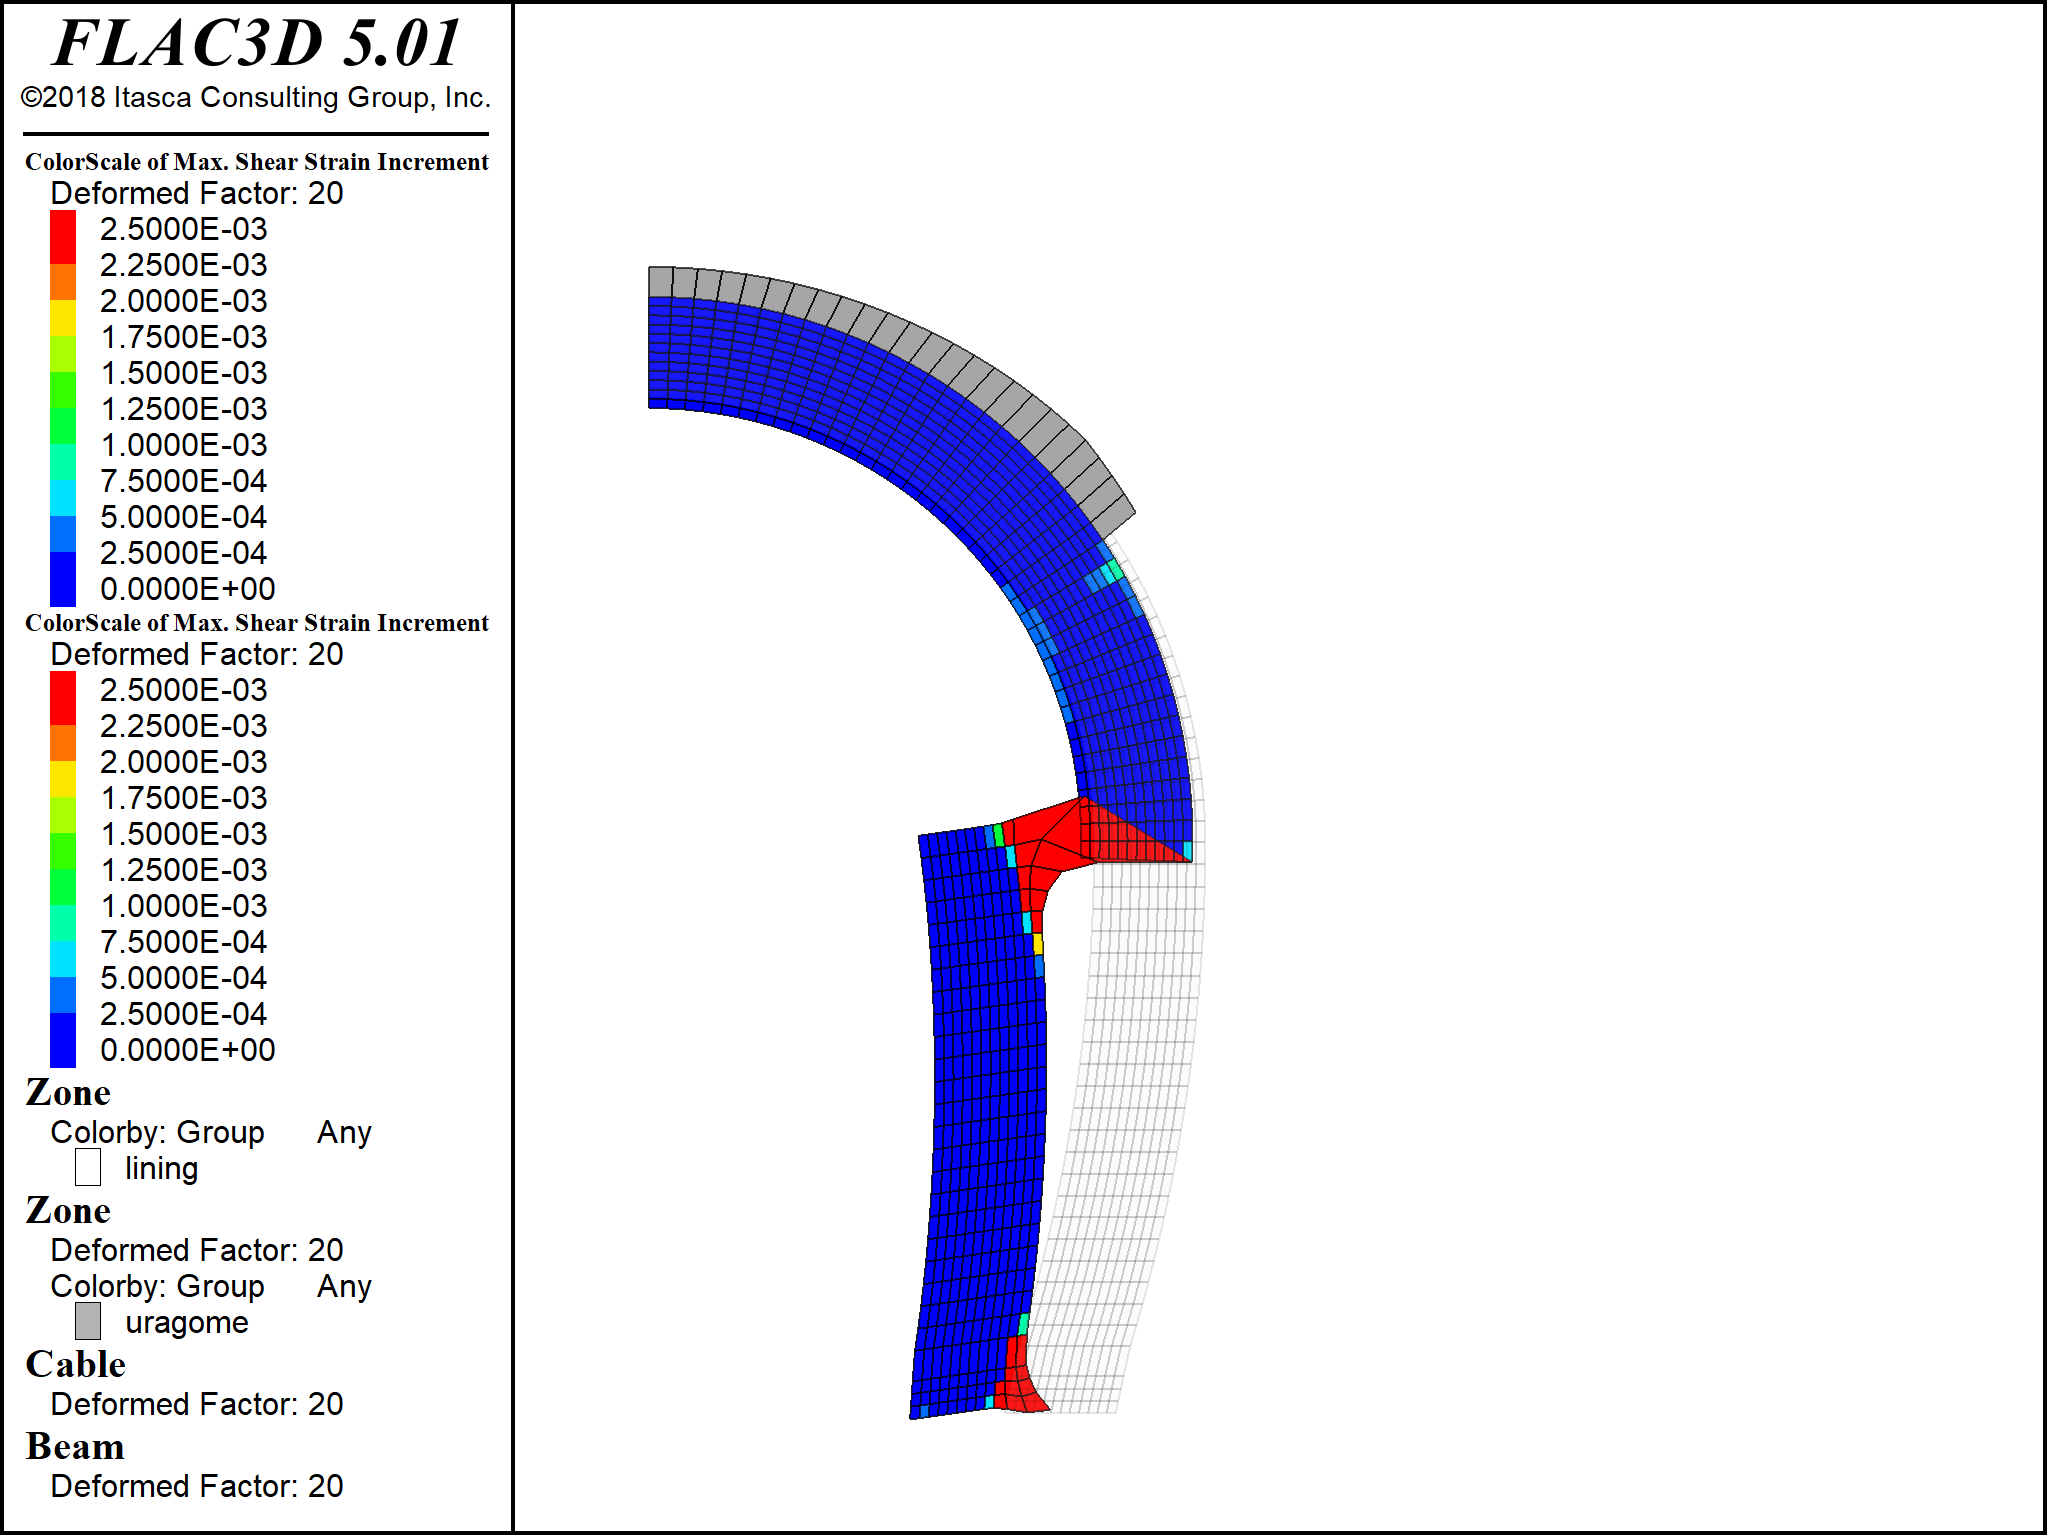 FLAC3D 5.01
©2018 Itasca Consulting Group, Inc.
ColorScale of Max. Shear Strain Increment
Deformed Factor: 20
2.5000E-03
2.2500E-03
2.0000E-03
1.7500E-03
1.5000E-03
1.2500E-03
1.0000E-03
7.5000E-04
5.0000E-04
2.5000E-04
0.0000E+00
ColorScale of Max. Shear Strain Increment
Deformed Factor: 20
2.5000E-03
2.2500E-03
2.0000E-03
1.7500E-03
1.5000E-03
1.2500E-03
1.0000E-03
7.5000E-04
5.0000E-04
2.5000E-04
0.0000E+00
Zone
Colorby: Group Any
lining
Zone
Deformed Factor: 20
Colorby: Group Any
uragome
Cable
Deformed Factor: 20
Beam
Deformed Factor: 20